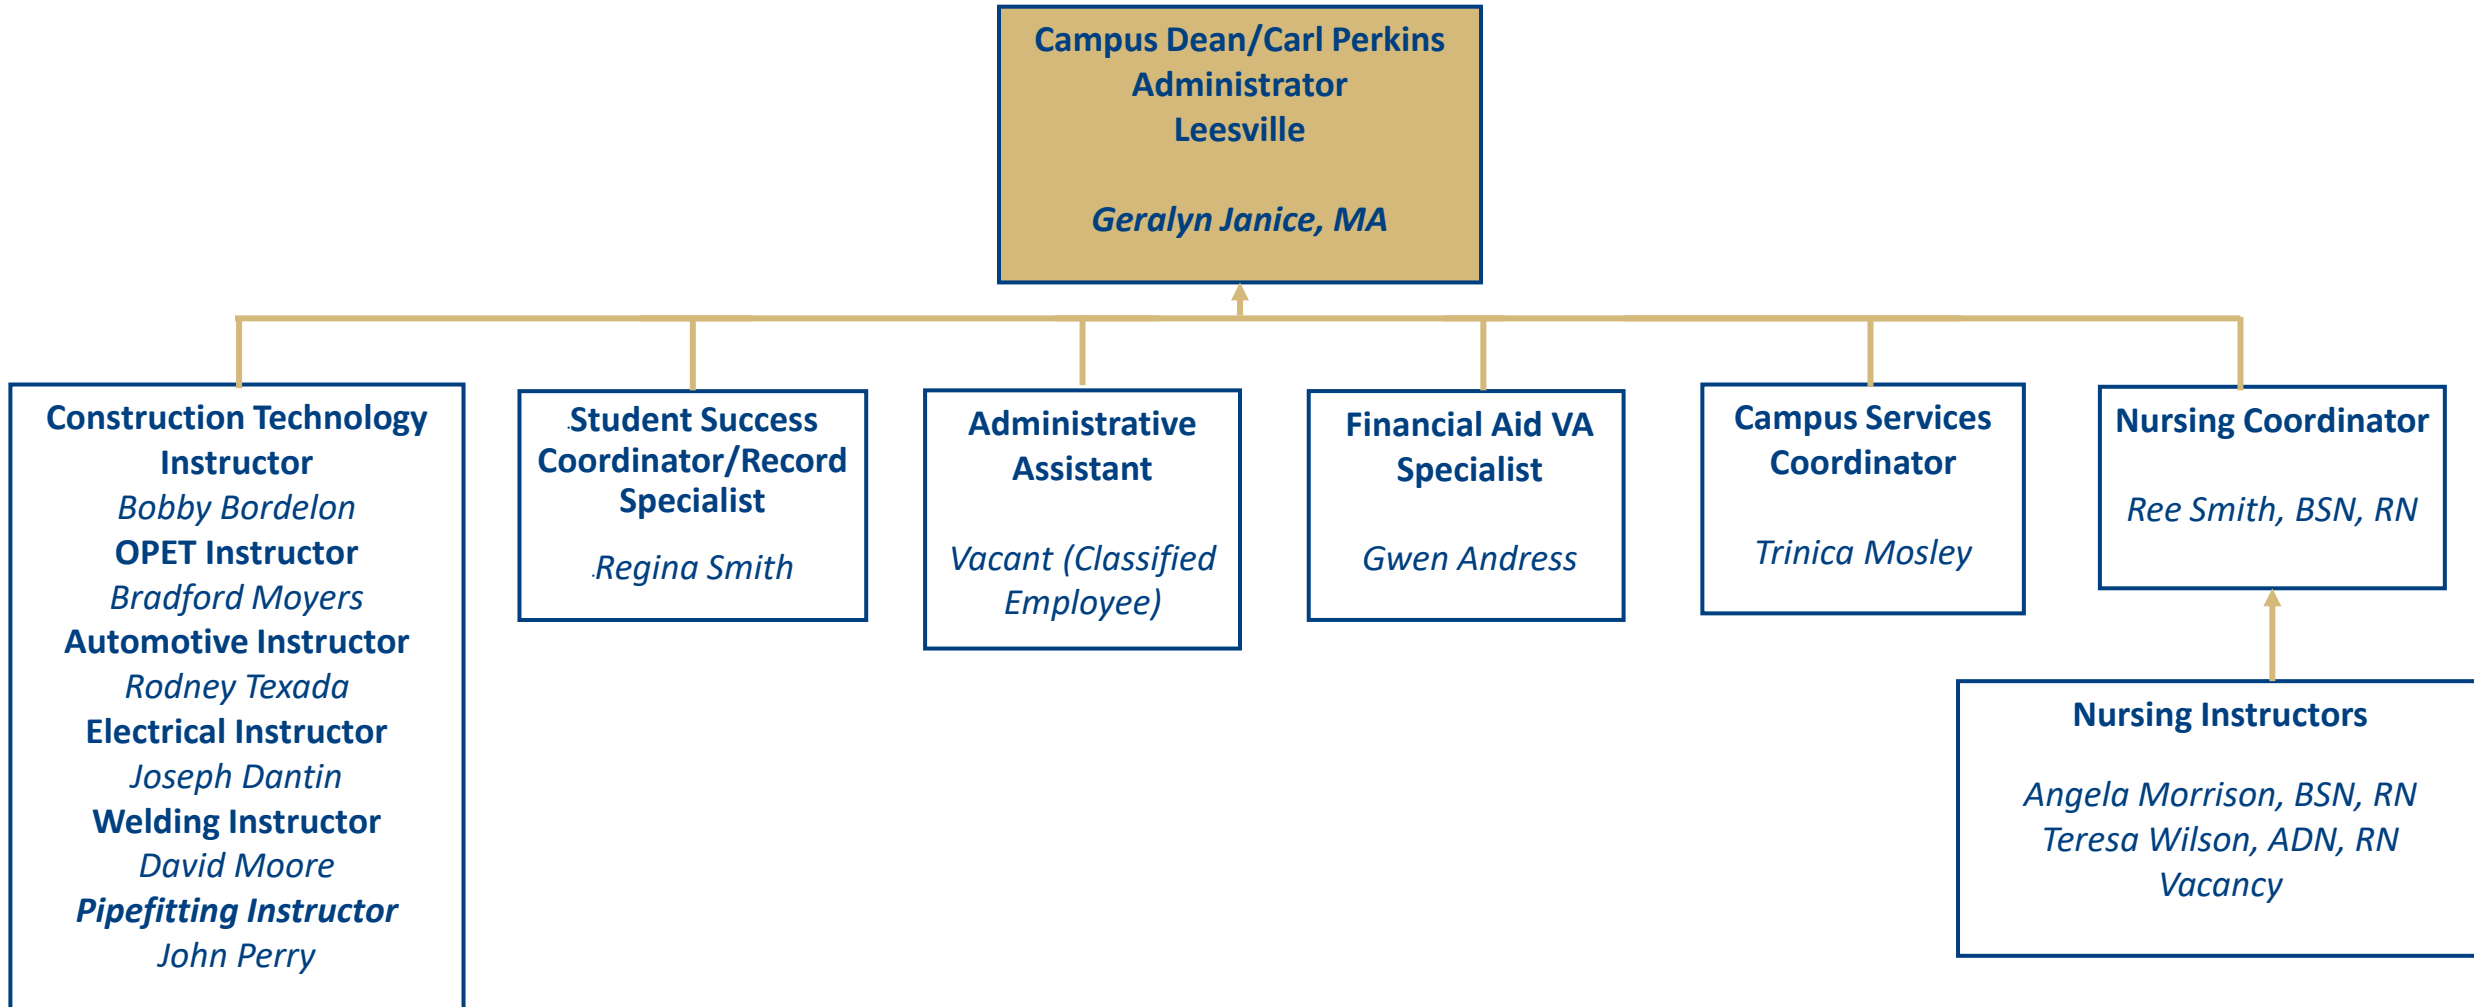 Campus Dean/Carl Perkins
Administrator
Leesville
Geralyn Janice, MA
Construction Technology
Instructor
Bobby Bordelon
OPET Instructor
Bradford Moyers
Automotive Instructor
Rodney Texada
Electrical Instructor
Joseph Dantin
Welding Instructor
David Moore
Pipefitting Instructor
John Perry
.Student Success
Coordinator/Record
Specialist
.Regina Smith
Administrative
Assistant
Vacant (Classified
Employee)
Financial Aid VA
Specialist
Gwen Andress
Campus Services
Coordinator
Trinica Mosley
Nursing Coordinator
Ree Smith, BSN, RN
Nursing Instructors
Angela Morrison, BSN, RN
Teresa Wilson, ADN, RN
Vacancy